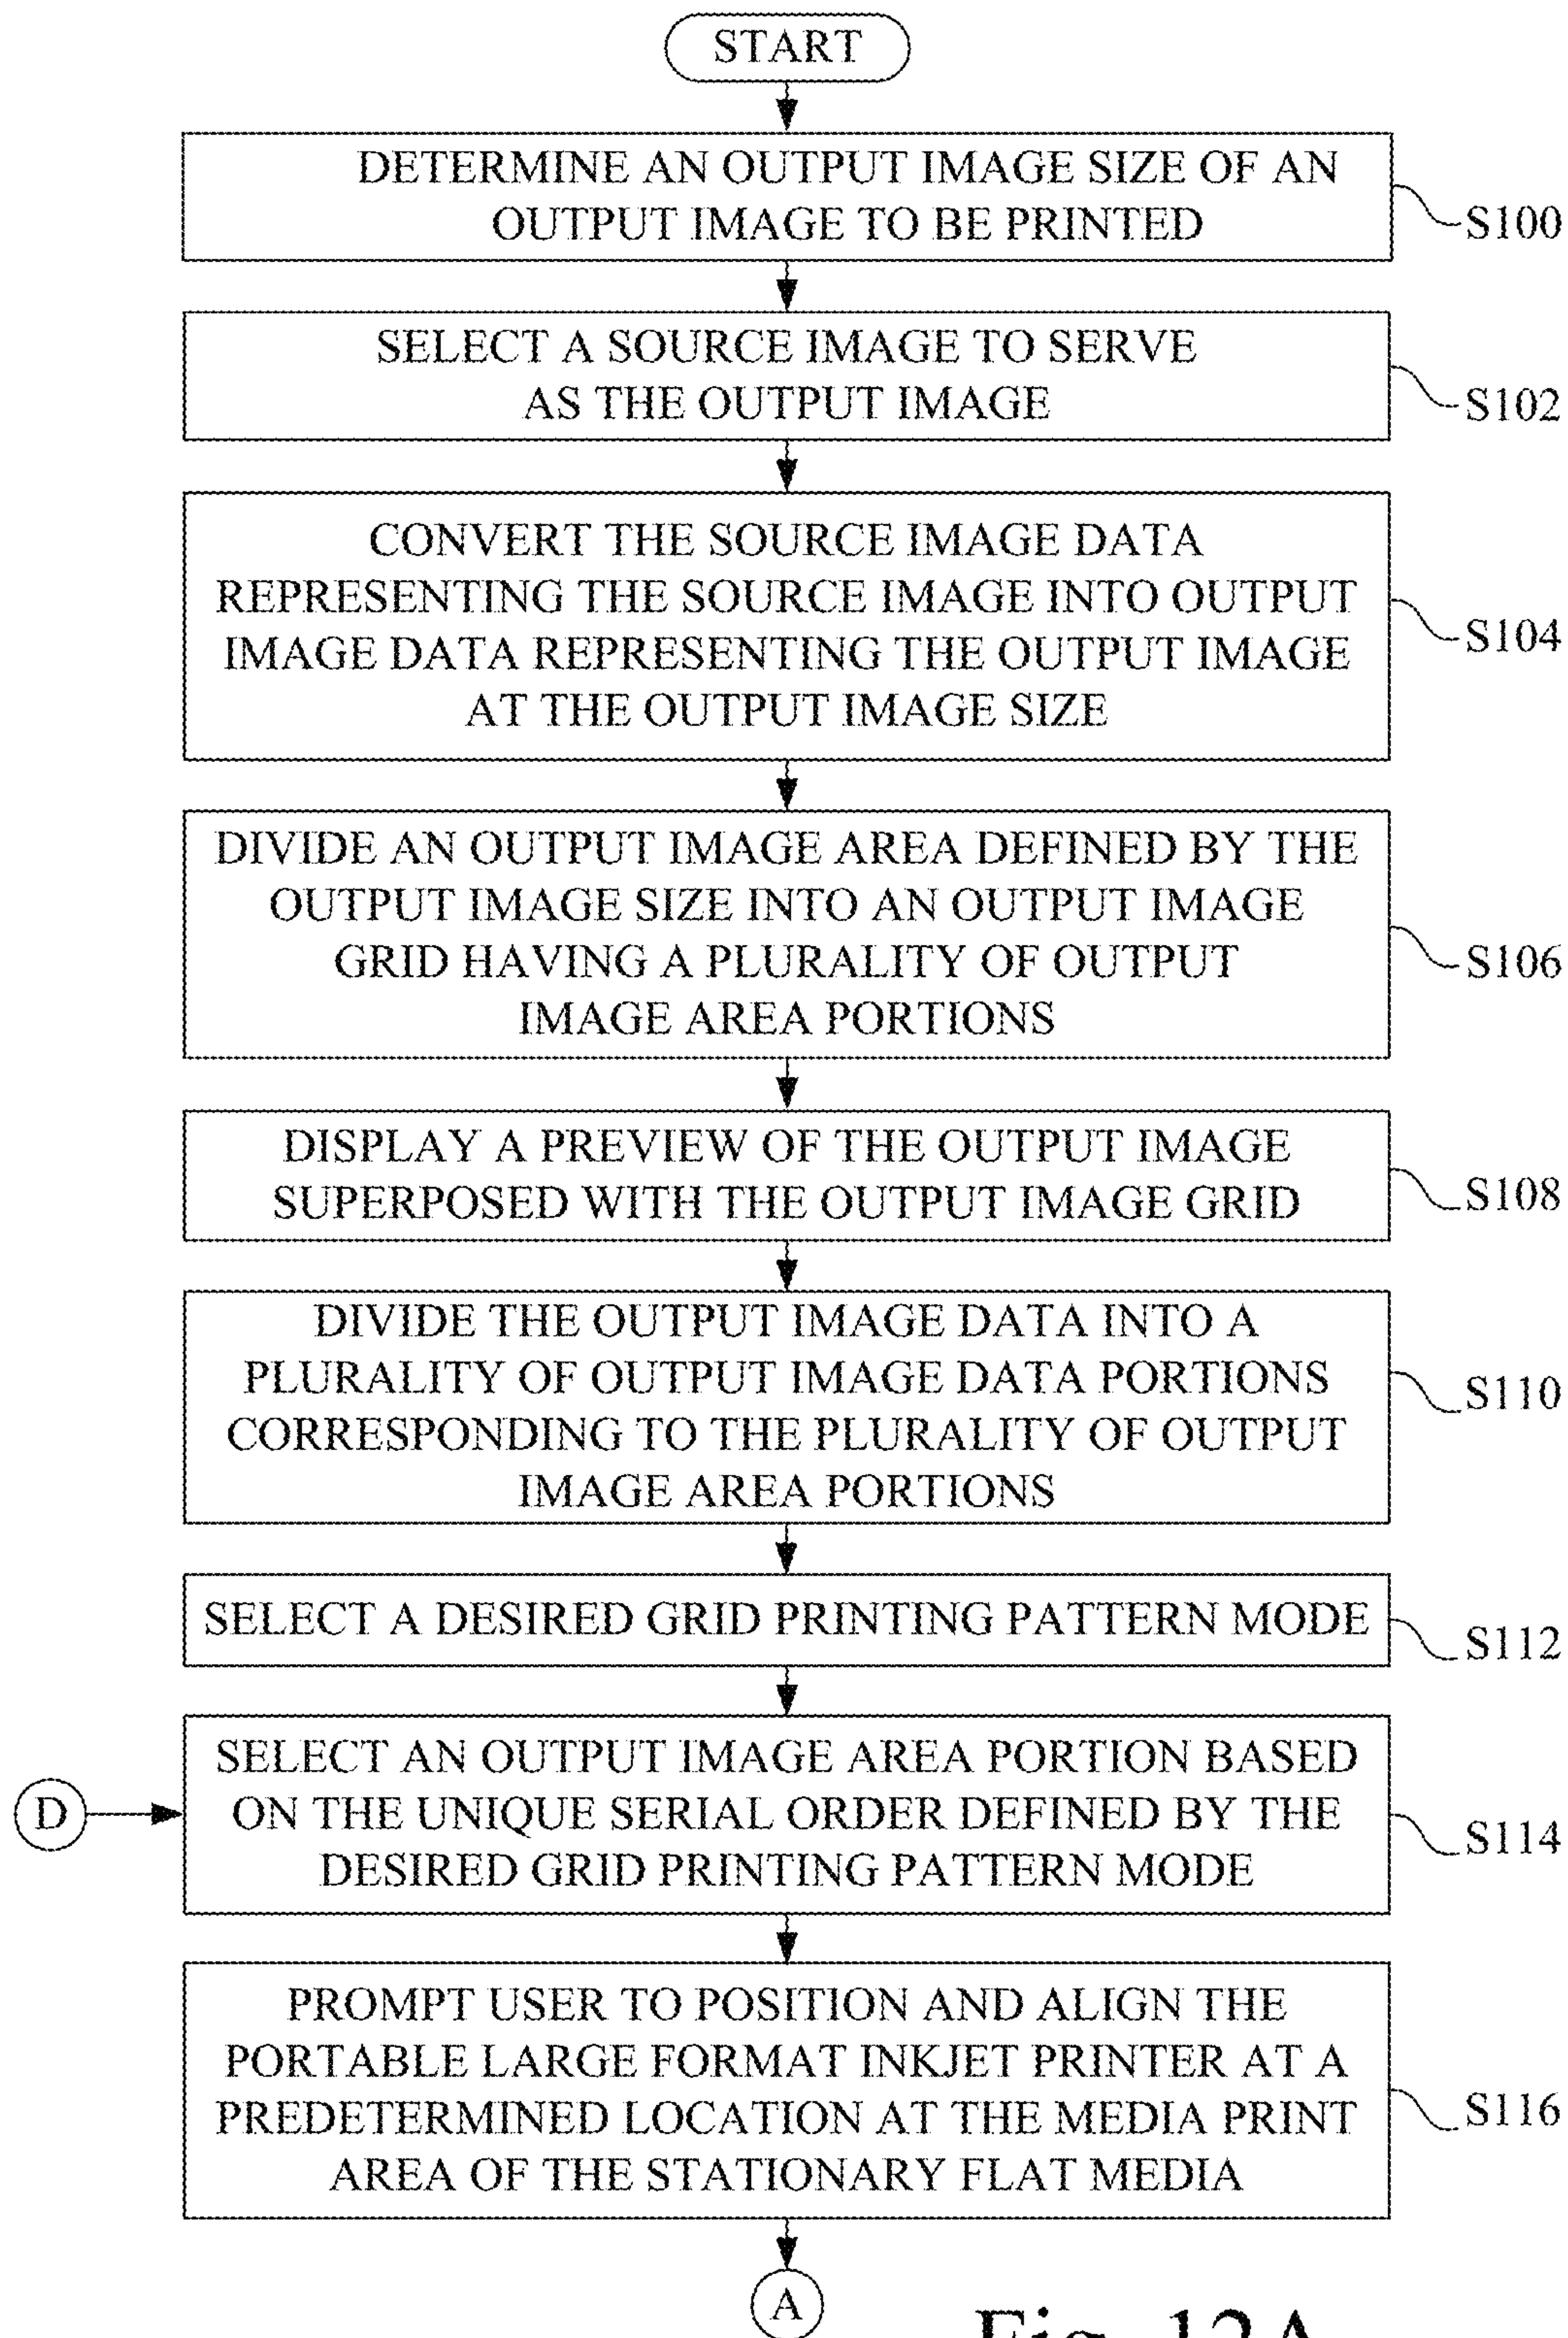 START
DETERMINE AN OUTPUT IMAGE SIZE OF AN
OUTPUT IMAGE TO BE PRINTED
S100
SELECT A SOURCE IMAGE TO SERVE
AS THE OUTPUT IMAGE
S102
CONVERT THE SOURCE IMAGE DATA
REPRESENTING THE SOURCE IMAGE INTO OUTPUT
IMAGE DATA REPRESENTING THE OUTPUT IMAGE
AT THE OUTPUT IMAGE SIZE
S104
DIVIDE AN OUTPUT IMAGE AREA DEFINED BY THE
OUTPUT IMAGE SIZE INTO AN OUTPUT IMAGE
GRID HAVING A PLURALITY OF OUTPUT
IMAGE AREA PORTIONS
S106
DISPLAY A PREVIEW OF THE OUTPUT IMAGE
SUPERPOSED WITH THE OUTPUT IMAGE GRID
S108
DIVIDE THE OUTPUT IMAGE DATA INTO A
PLURALITY OF OUTPUT IMAGE DATA PORTIONS
CORRESPONDING TO THE PLURALITY OF OUTPUT
IMAGE AREA PORTIONS
S110
SELECT A DESIRED GRID PRINTING PATTERN MODE
S112
D
SELECT AN OUTPUT IMAGE AREA PORTION BASED
ON THE UNIQUE SERIAL ORDER DEFINED BY THE
DESIRED GRID PRINTING PATTERN MODE
S114
PROMPT USER TO POSITION AND ALIGN THE
PORTABLE LARGE FORMAT INKJET PRINTER AT A
PREDETERMINED LOCATION AT THE MEDIA PRINT
AREA OF THE STATIONARY FLAT MEDIA
S116
A
Fig. 12A